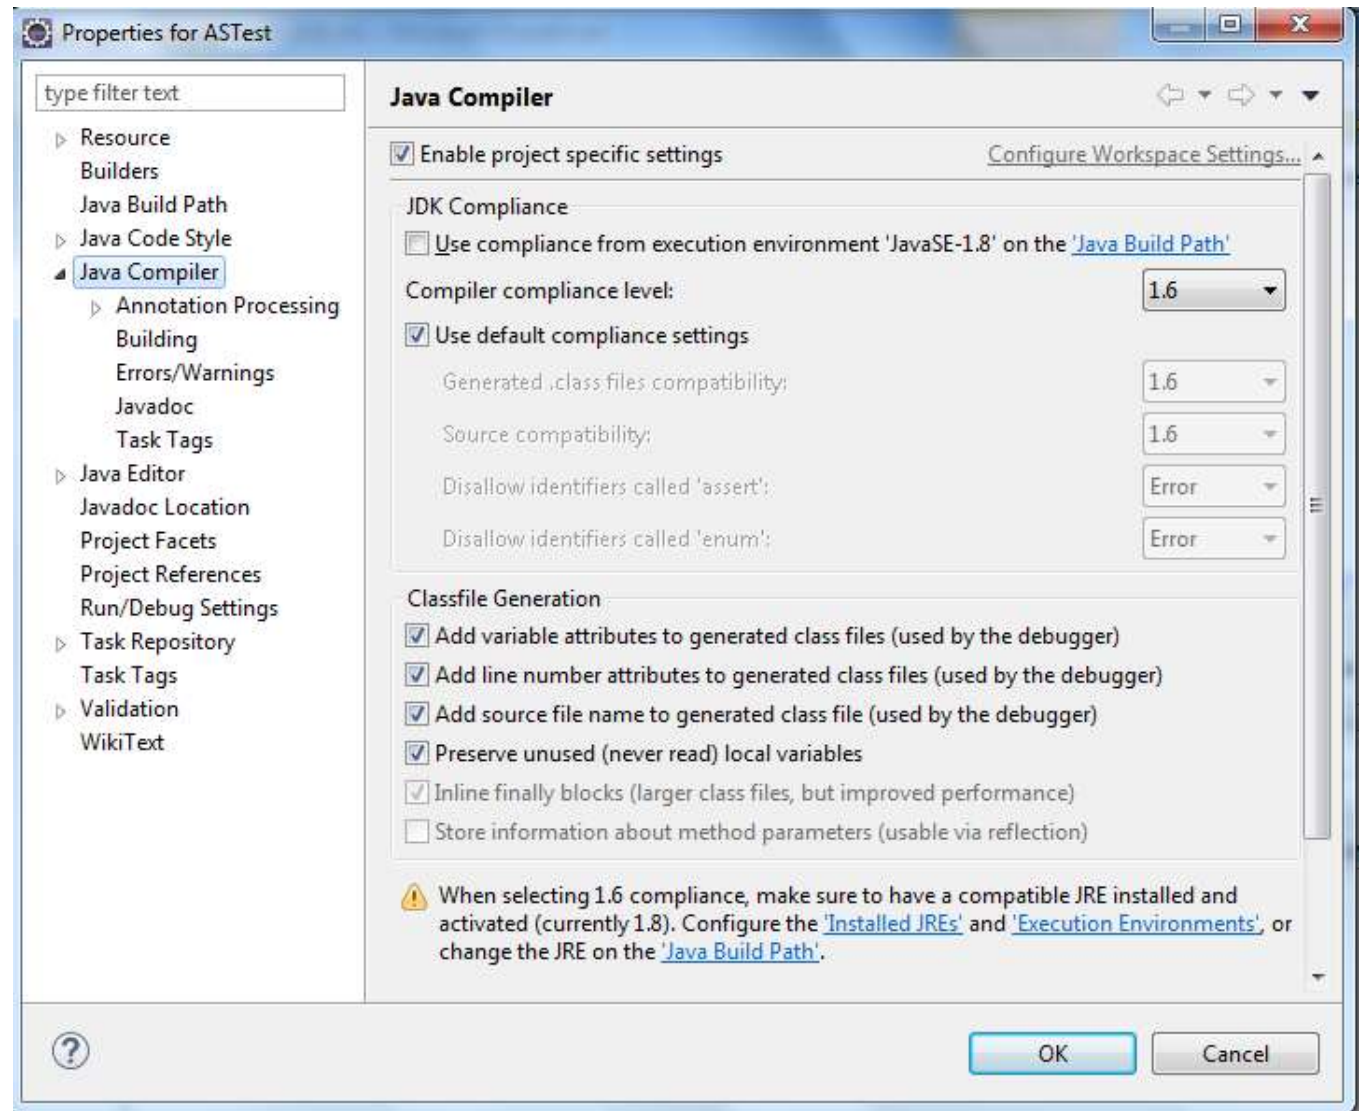 Properties for ASTest
type filter text
Resource
Builders
Java Build Path
Java Code Style
Java Compiler
Annotation Processing
Building
Errors/Warnings
Javadoc
Task Tags
Java Editor
Javadoc Location
Project Facets
Project References
Run/Debug Settings
Task Repository
Task Tags
Validation
WikiText
Java Compiler
Enable project specific settings
Configure Workspace Settings...
JDK Compliance
Use compliance from execution environment 'JavaSE-1.8' on the 'Java Build Path'
Compiler compliance level: 1.6
Use default compliance settings
Generated .class files compatibility: 1.6
Source compatibility: 1.6
Disallow identifiers called 'assert': Error
Disallow identifiers called 'enum': Error
Classfile Generation
Add variable attributes to generated class files (used by the debugger)
Add line number attributes to generated class files (used by the debugger)
Add source file name to generated class file (used by the debugger)
Preserve unused (never read) local variables
Inline finally blocks (larger class files, but improved performance)
Store information about method parameters (usable via reflection)
When selecting 1.6 compliance, make sure to have a compatible JRE installed and
activated (currently 1.8). Configure the 'Installed JREs' and 'Execution Environments', or
change the JRE on the 'Java Build Path'.
OK
Cancel